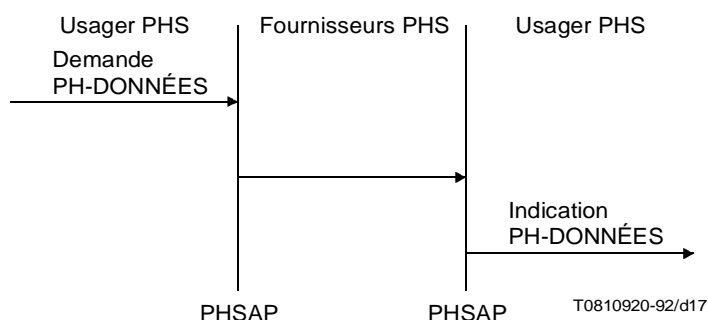 Usager PHS
Fournisseurs PHS
Usager PHS
Demande
PH-DONNÉES
Indication
PH-DONNÉES
PHSAP
PHSAP
T0810920-92/d17